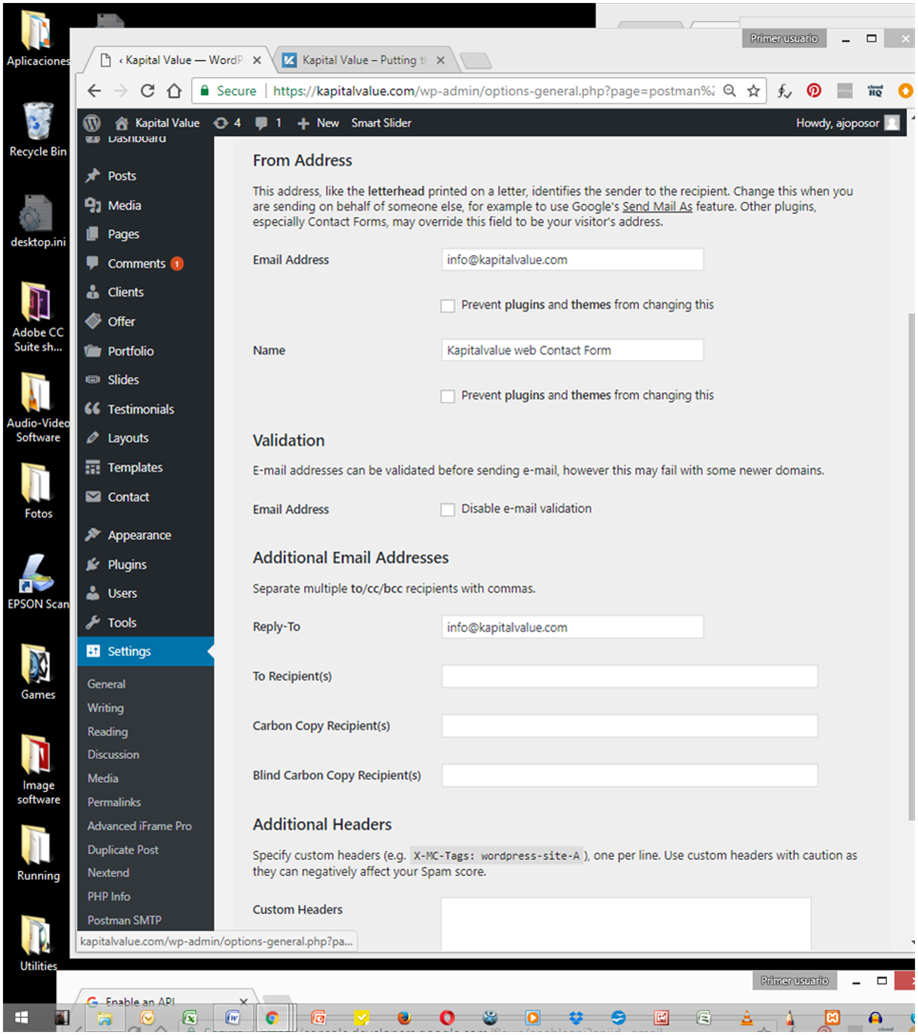 Aplicaciones
Recycle Bin
desktop.ini
Adobe CC
Suite sh...
Audio-Video
Software
Fotos
EPSON Scan
Games
Image
software
Running
Utilities
Primer usuario
‹ Kapital Value — WordP
Kapital Value – Putting th
Secure
https://kapitalvalue.com/wp-admin/options-general.php?page=postman%2
cloud
HQ
Kapital Value
4
1
New
Smart Slider
Howdy, ajoposor
Dashboard
Posts
Media
Pages
Comments 1
Clients
Offer
Portfolio
Slides
Testimonials
Layouts
Templates
Contact
Appearance
Plugins
Users
Tools
Settings
General
Writing
Reading
Discussion
Media
Permalinks
Advanced iFrame Pro
Duplicate Post
Nextend
PHP Info
Postman SMTP
kapitalvalue.com/wp-admin/options-general.php?pa...
From Address
This address, like the letterhead printed on a letter, identifies the sender to the recipient. Change this when you
are sending on behalf of someone else, for example to use Google's Send Mail As feature. Other plugins,
especially Contact Forms, may override this field to be your visitor's address.
Email Address
info@kapitalvalue.com
Prevent plugins and themes from changing this
Name
Kapitalvalue web Contact Form
Prevent plugins and themes from changing this
Validation
E-mail addresses can be validated before sending e-mail, however this may fail with some newer domains.
Email Address
Disable e-mail validation
Additional Email Addresses
Separate multiple to/cc/bcc recipients with commas.
Reply-To
info@kapitalvalue.com
To Recipient(s)
Carbon Copy Recipient(s)
Blind Carbon Copy Recipient(s)
Additional Headers
Specify custom headers (e.g. X-MC-Tags: wordpress-site-A ), one per line. Use custom headers with caution as
they can negatively affect your Spam score.
Custom Headers
Primer usuario
Enable an API